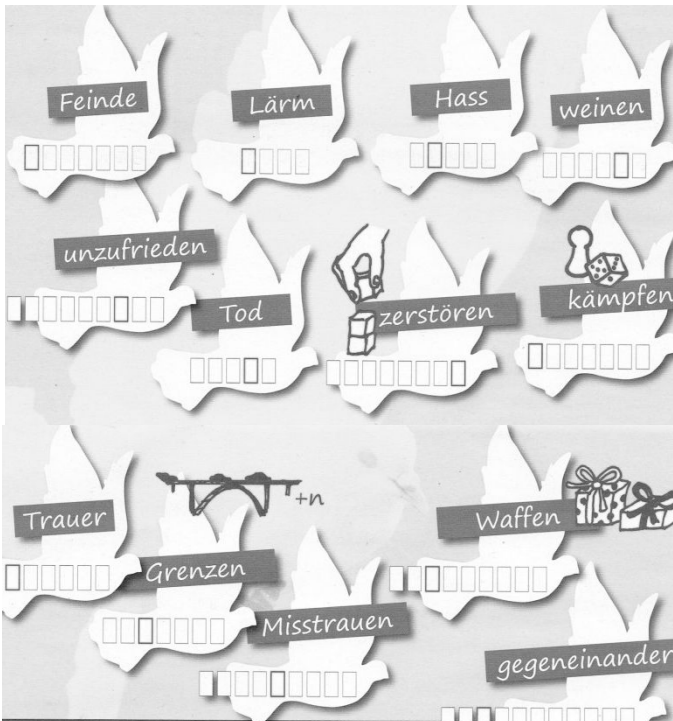 Feinde
Lärm
Hass
weinen
unzufrieden
Tod
zerstören
kämpfen
Trauer
+n
Grenzen
Waffen
Misstrauen
gegeneinander